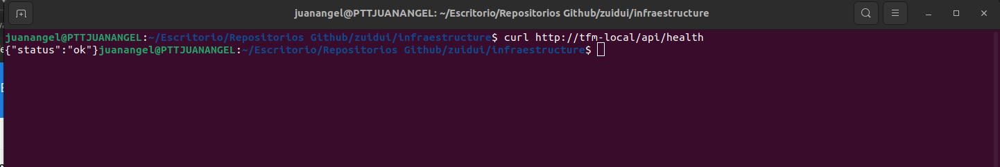 juanangel@PTTJUANANGEL: ~/Escritorio/Repositorios Github/zuidui/infraestructure
juanangel@PTTJUANANGEL:~/Escritorio/Repositorios Github/zuidui/infraestructure$ curl http://tfm-local/api/health
{"status":"ok"}juanangel@PTTJUANANGEL:~/Escritorio/Repositorios Github/zuidui/infraestructure$